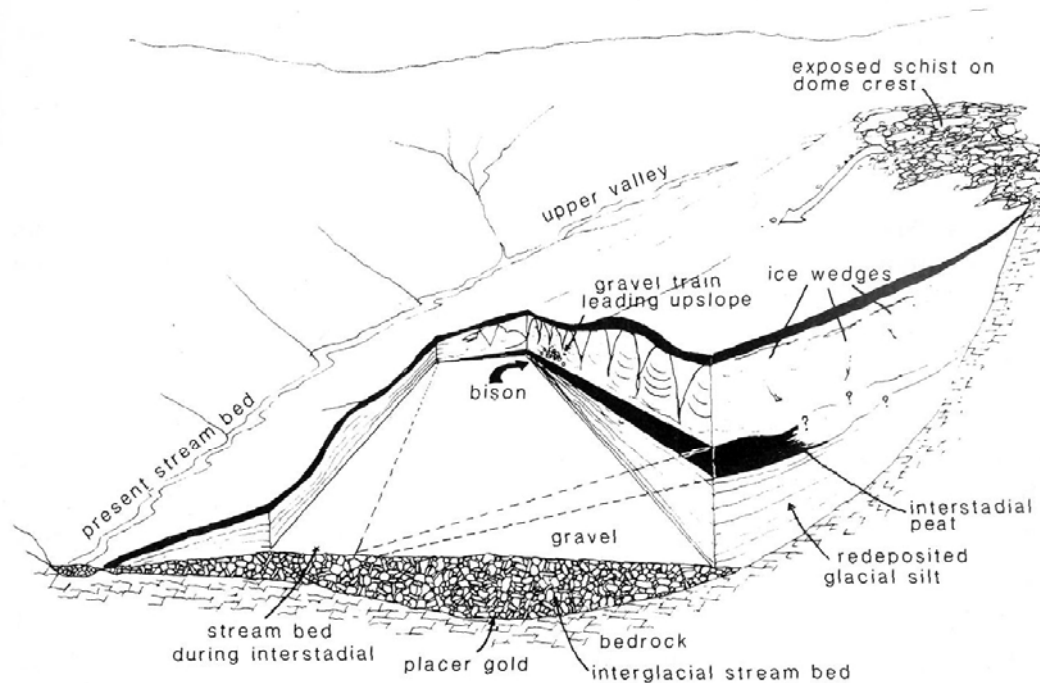 exposed schist on
dome crest
upper valley
ice wedges
gravel train
leading upslope
bison
present stream bed
?
?
?
interstadial
peat
gravel
redeposited
glacial silt
stream bed
during interstadial
placer gold
bedrock
interglacial stream bed